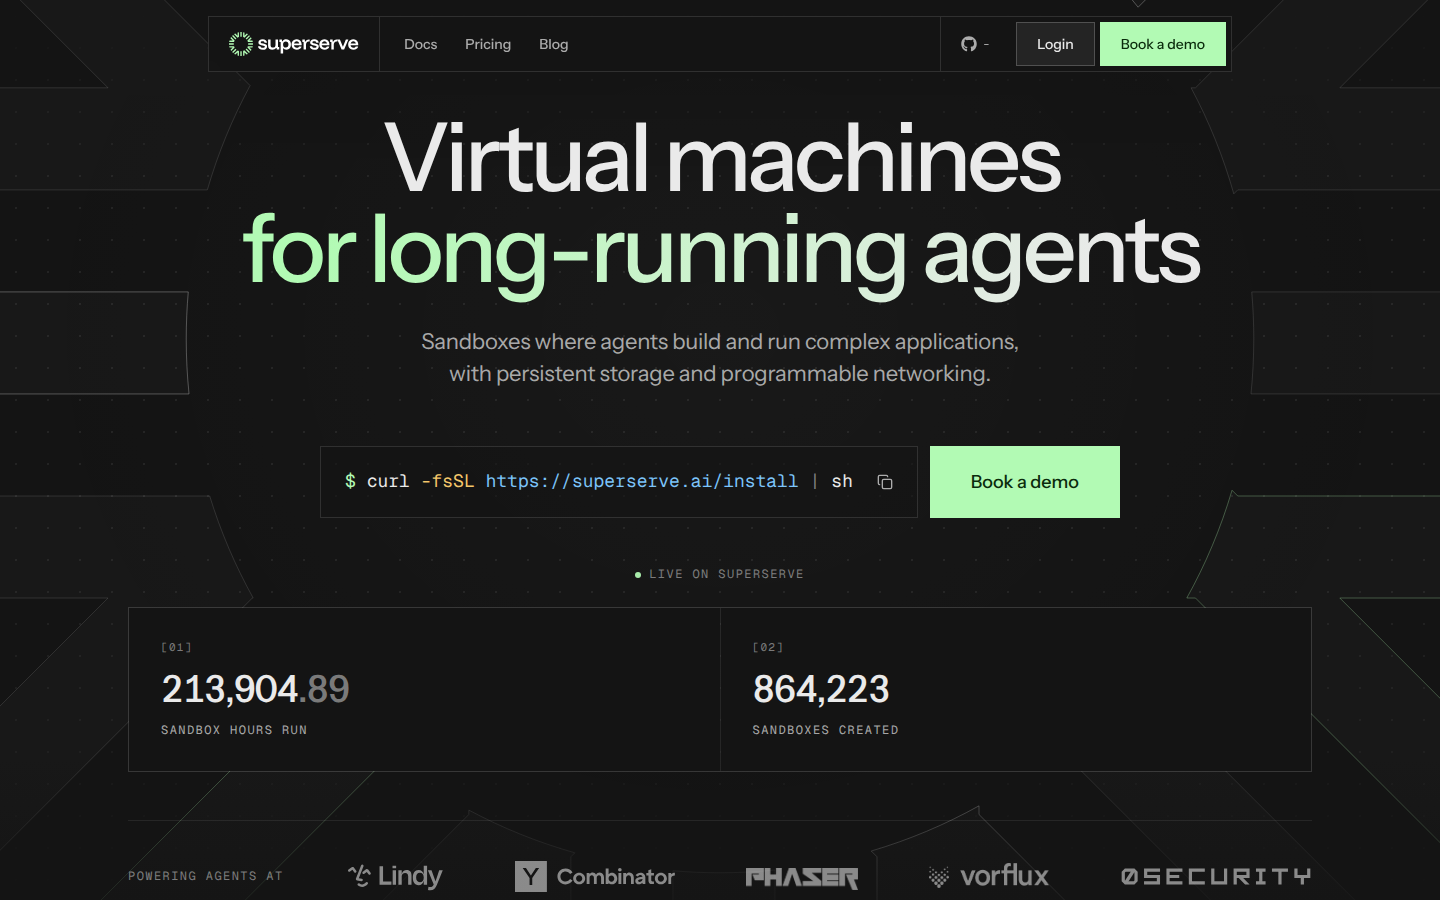 superserve
Docs
Pricing
Blog
-
Login
Book a demo
Virtual machines
for long-running agents
Sandboxes where agents build and run complex applications,
with persistent storage and programmable networking.
$ curl -fsSL https://superserve.ai/install | sh
Book a demo
LIVE ON SUPERSERVE
[01]
213,904.89
SANDBOX HOURS RUN
[02]
864,223
SANDBOXES CREATED
POWERING AGENTS AT
Lindy
Y Combinator
PHASER
vorflux
0SECURITY